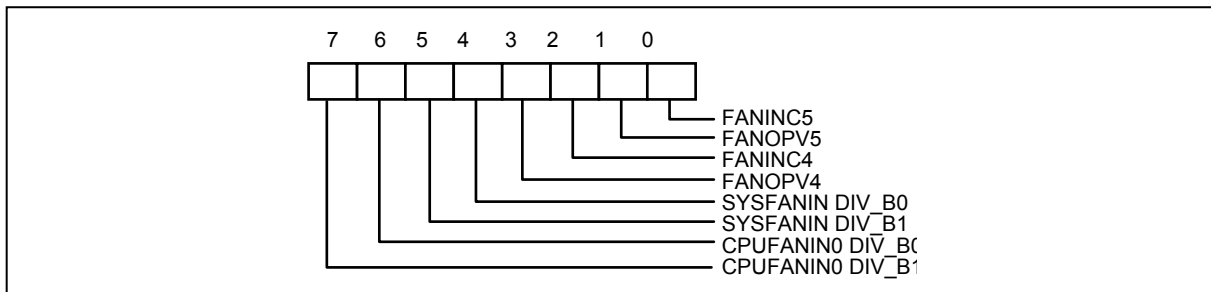 7 6 5 4 3 2 1 0
FANINC5
FANOPV5
FANINC4
FANOPV4
SYSFANIN DIV_B0
SYSFANIN DIV_B1
CPUFANIN0 DIV_B0
CPUFANIN0 DIV_B1